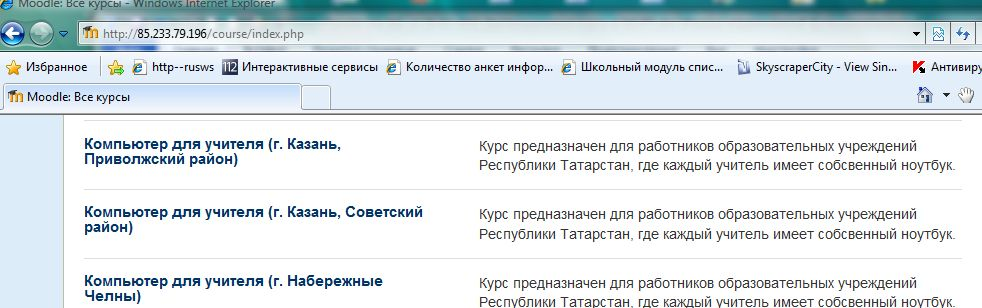 Moodle: Все курсы - Windows Internet Explorer
http://85.233.79.196/course/index.php
Избранное http--rusws 112 Интерактивные сервисы Количество анкет инфор... Школьный модуль спис... SkyscraperCity - View Sin... Антивиру
Moodle: Все курсы
Компьютер для учителя (г. Казань,
Приволжский район)
Курс предназначен для работников образовательных учреждений
Республики Татарстан, где каждый учитель имеет собсвенный ноутбук.
Компьютер для учителя (г. Казань, Советский
район)
Курс предназначен для работников образовательных учреждений
Республики Татарстан, где каждый учитель имеет собсвенный ноутбук.
Компьютер для учителя (г. Набережные
Челны)
Курс предназначен для работников образовательных учреждений
Республики Татарстан, где каждый учитель имеет собсвенный ноутбук.